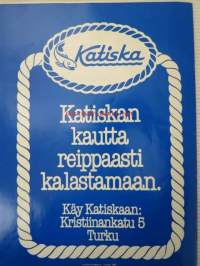 Katiska
Katiskan
kautta
reippaasti
kalastamaan.
Käy Katiskaan:
Kristiinankatu 5
Turku